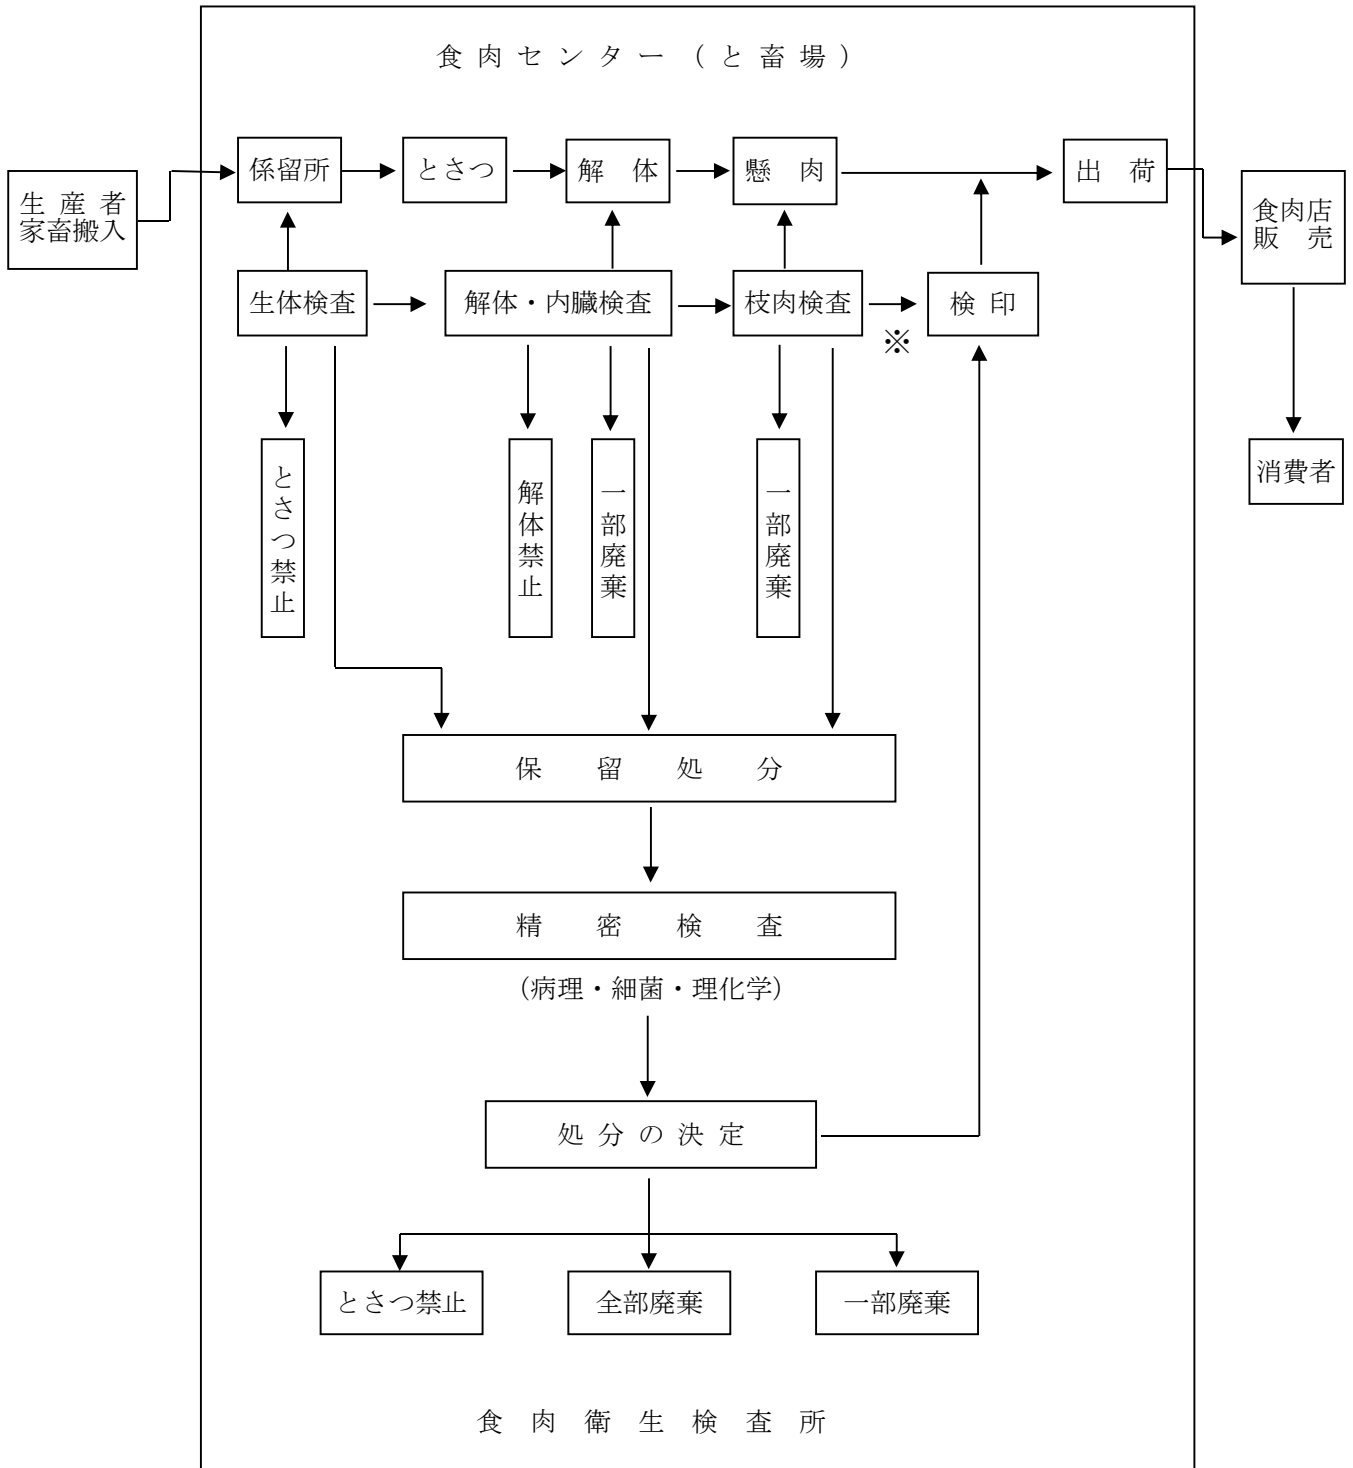 食肉センター（と畜場）
生産者
家畜搬入
係留所
とさつ
解体
懸肉
出荷
食肉店
販売
生体検査
解体・内臓検査
枝肉検査
※
検印
消費者
とさつ禁止
解体禁止
一部廃棄
一部廃棄
保留処分
精密検査
（病理・細菌・理化学）
処分の決定
とさつ禁止
全部廃棄
一部廃棄
食肉衛生検査所